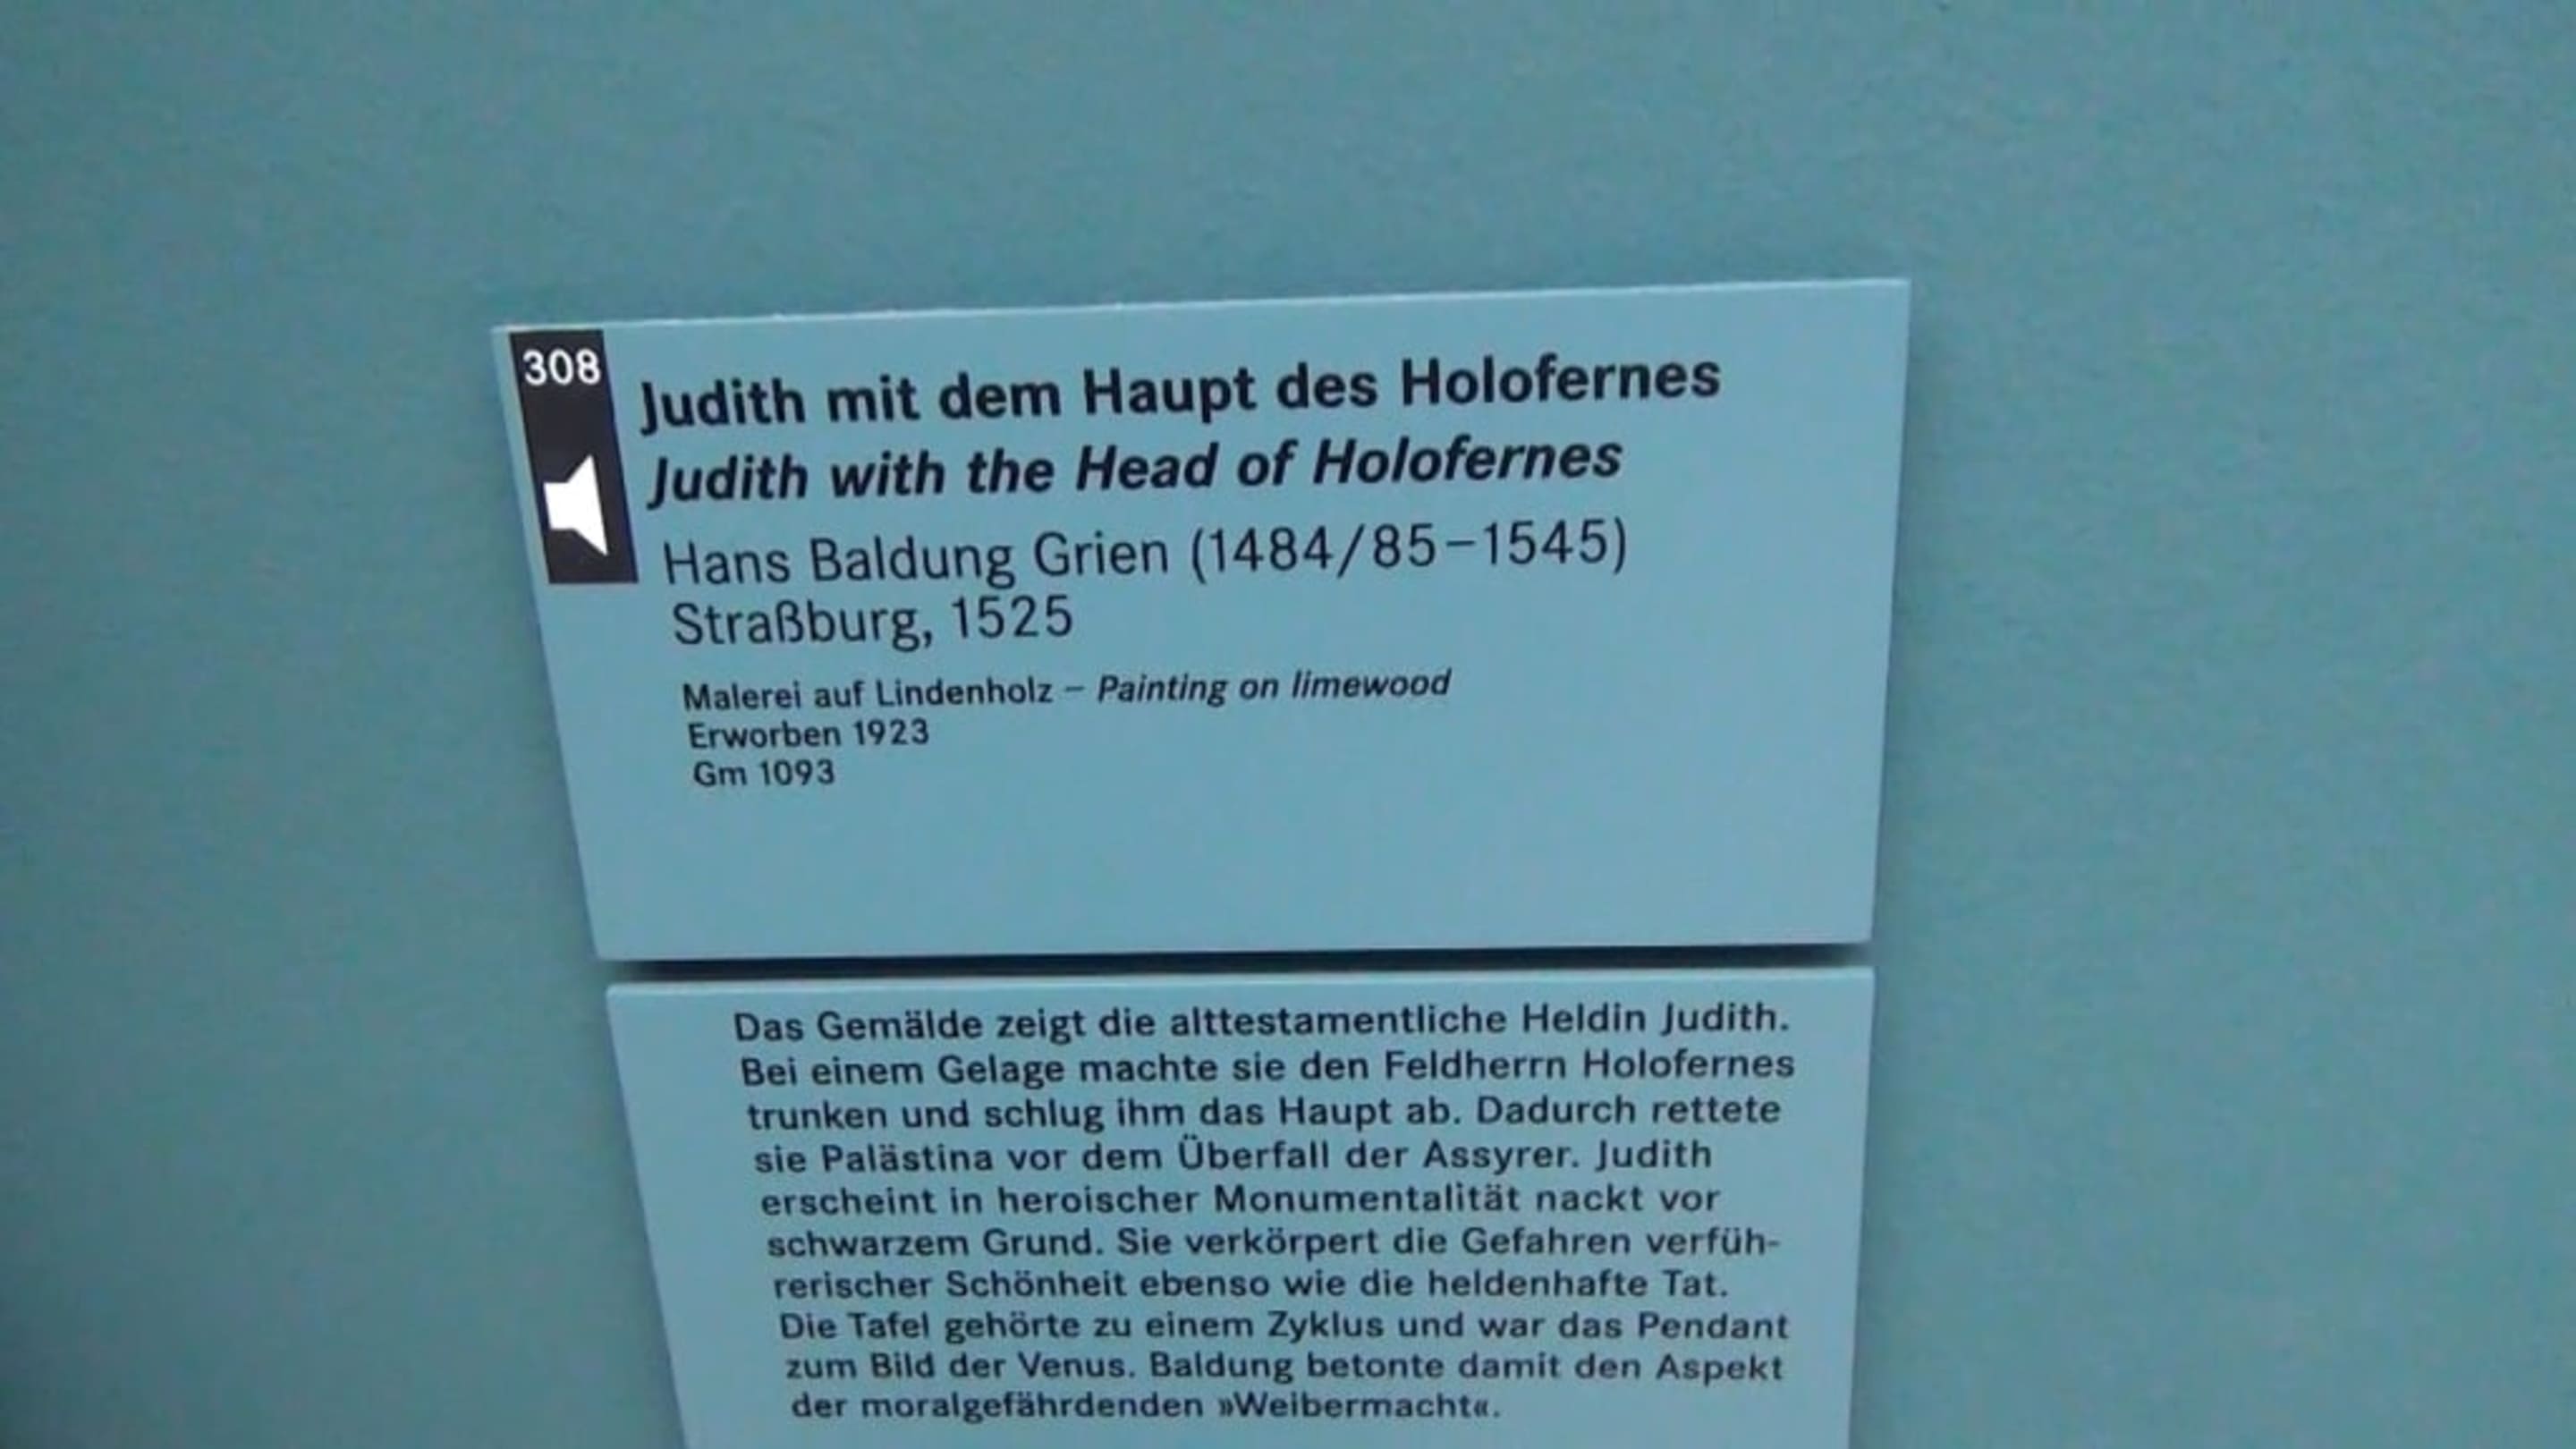 308
Judith mit dem Haupt des Holofernes
Judith with the Head of Holofernes
Hans Baldung Grien (1484/85–1545)
Straßburg, 1525
Malerei auf Lindenholz – Painting on limewood
Erworben 1923
Gm 1093
Das Gemälde zeigt die alttestamentliche Heldin Judith.
Bei einem Gelage machte sie den Feldherrn Holofernes
trunken und schlug ihm das Haupt ab. Dadurch rettete
sie Palästina vor dem Überfall der Assyrer. Judith
erscheint in heroischer Monumentalität nackt vor
schwarzem Grund. Sie verkörpert die Gefahren verfüh-
rerischer Schönheit ebenso wie die heldenhafte Tat.
Die Tafel gehörte zu einem Zyklus und war das Pendant
zum Bild der Venus. Baldung betonte damit den Aspekt
der moralgefährdenden »Weibermacht«.